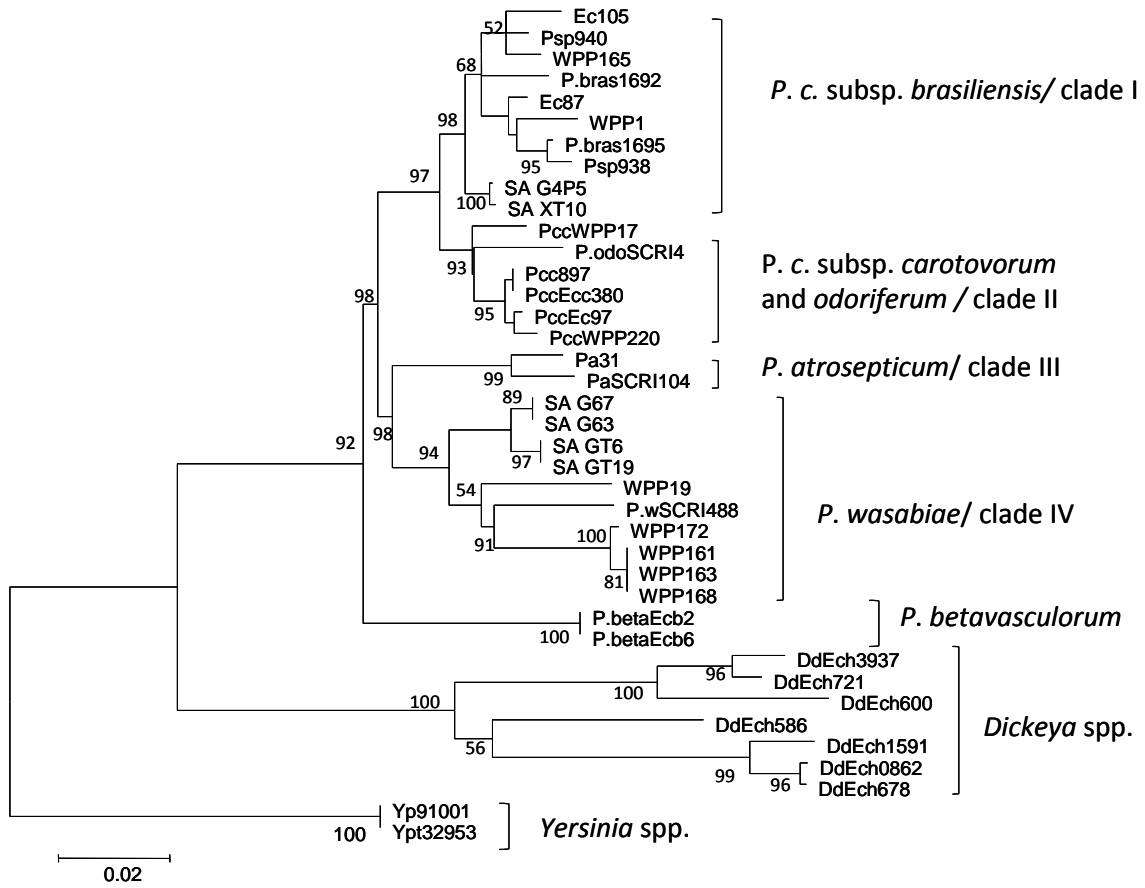 Ec105
52
Psp940
WPP165
68
P.bras1692
P. c. subsp. brasiliensis/ clade I
Ec87
98
WPP1
P.bras1695
95
Psp938
97
SA G4P5
100
SA XT10
PccWPP17
P.odoSCRI4
93
Pcc897
P. c. subsp. carotovorum
and odoriferum / clade II
98
PccEcc380
95
PccEc97
PccWPP220
Pa31
99
PaSCRI104
P. atrosepticum/ clade III
89
SA G67
SA G63
98
92
94
SA GT6
97
SA GT19
54
WPP19
P.wSCRI488
P. wasabiae/ clade IV
91
100
WPP172
WPP161
81
WPP163
WPP168
P.betaEcb2
100
P.betaEcb6
P. betavasculorum
DdEch3937
96
DdEch721
100
100
DdEch600
DdEch586
Dickeya spp.
56
DdEch1591
99
DdEch0862
96
DdEch678
Yp91001
100
Ypt32953
Yersinia spp.
0.02